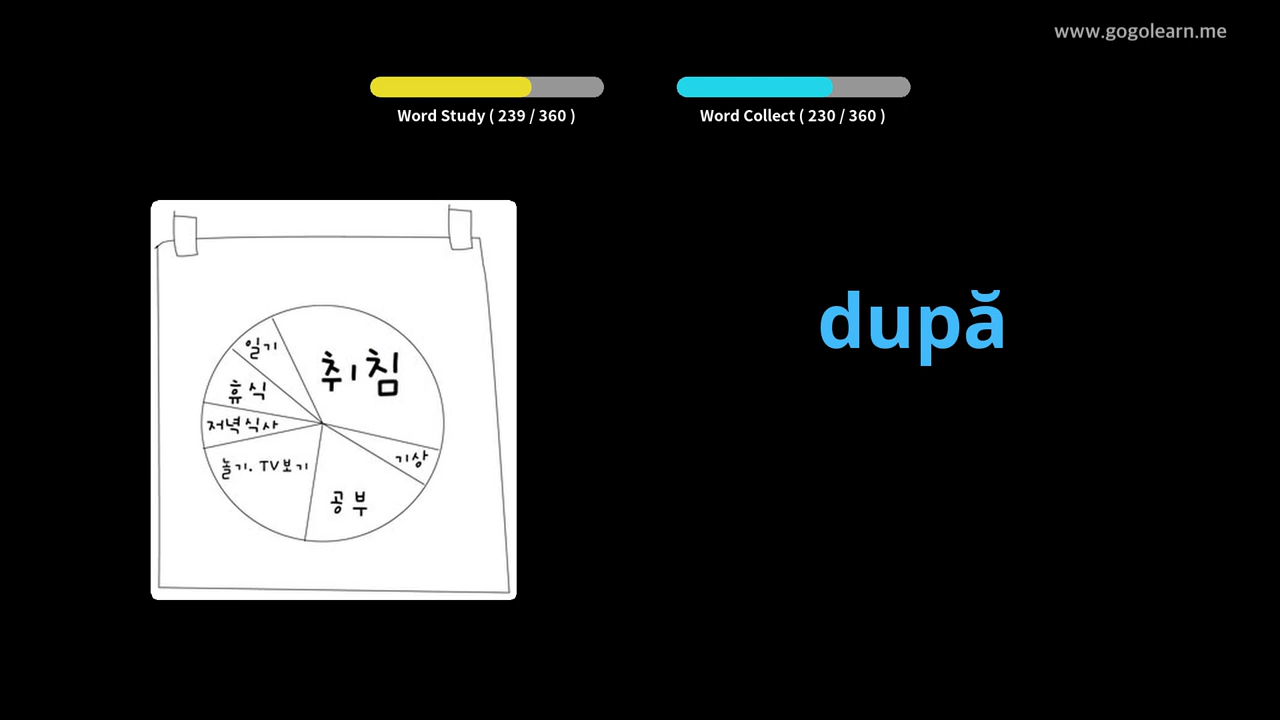 www.gogolearn.me
Word Study ( 239 / 360 )
Word Collect ( 230 / 360 )
일기
취침
휴식
저녁식사
기상
놀기. TV보기
공부
după